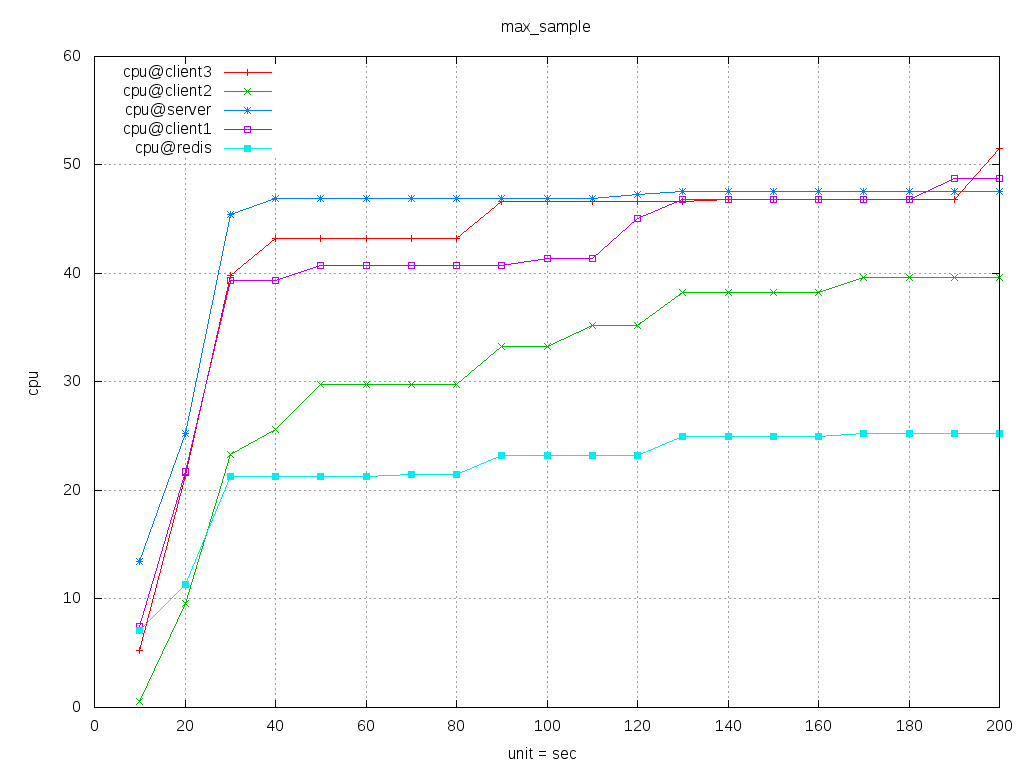 max_sample
60
50
40
30
20
10
0
cpu@client3
cpu@client2
cpu@server
cpu@client1
cpu@redis
cpu
0 20 40 60 80 100 120 140 160 180 200
unit = sec